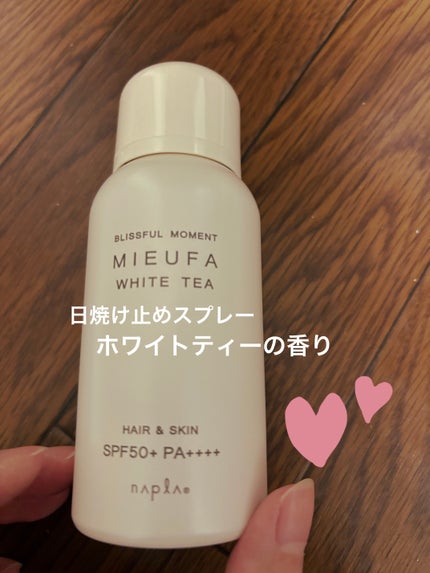 BLISSFUL MOMENT
MIEUFA
WHITE TEA
日焼け止めスプレー
ホワイトティーの香り
HAIR & SKIN
SPF50+ PA++++
napla®